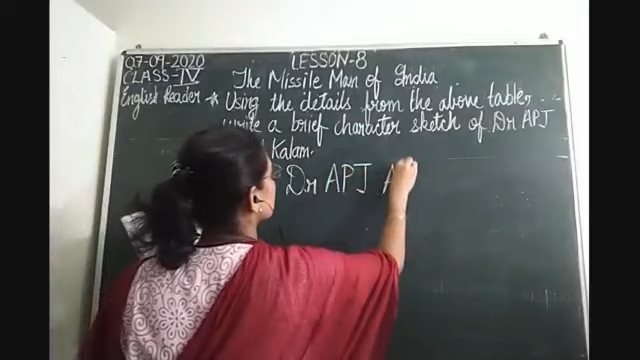 07-09-2020 LESSON-8
CLASS-IV The Missile Man of India
English Reader * Using the details from the above table,
write a brief character sketch of Dr APJ
Kalam.
Dr APJ A